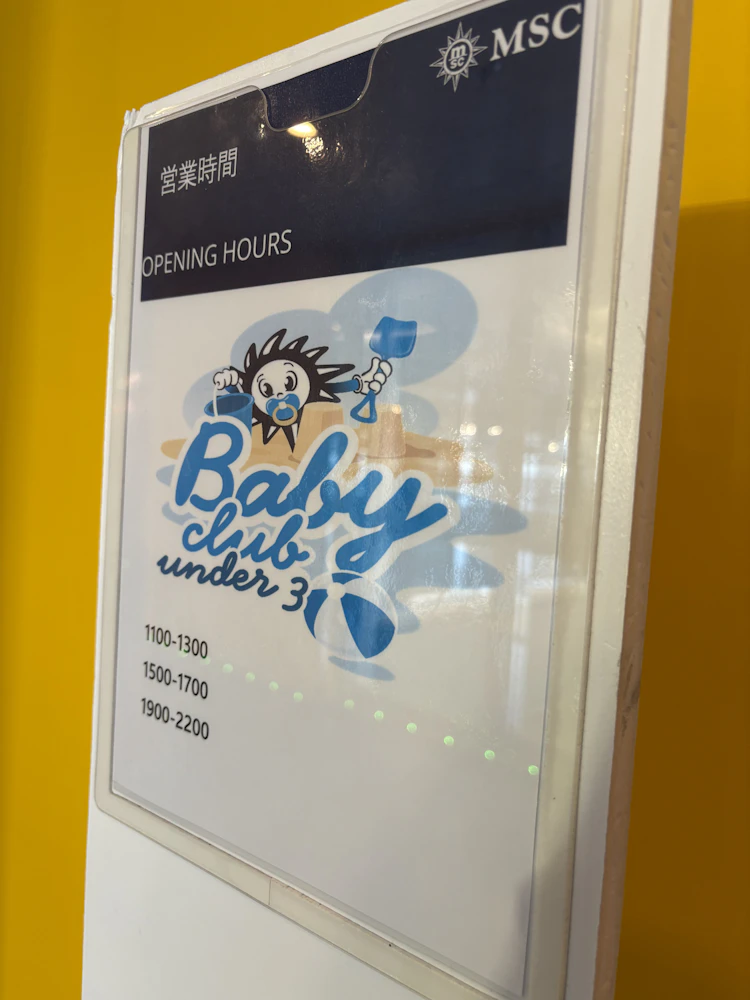 MSC
営業時間
OPENING HOURS
Baby
club
under 3
1100-1300
1500-1700
1900-2200